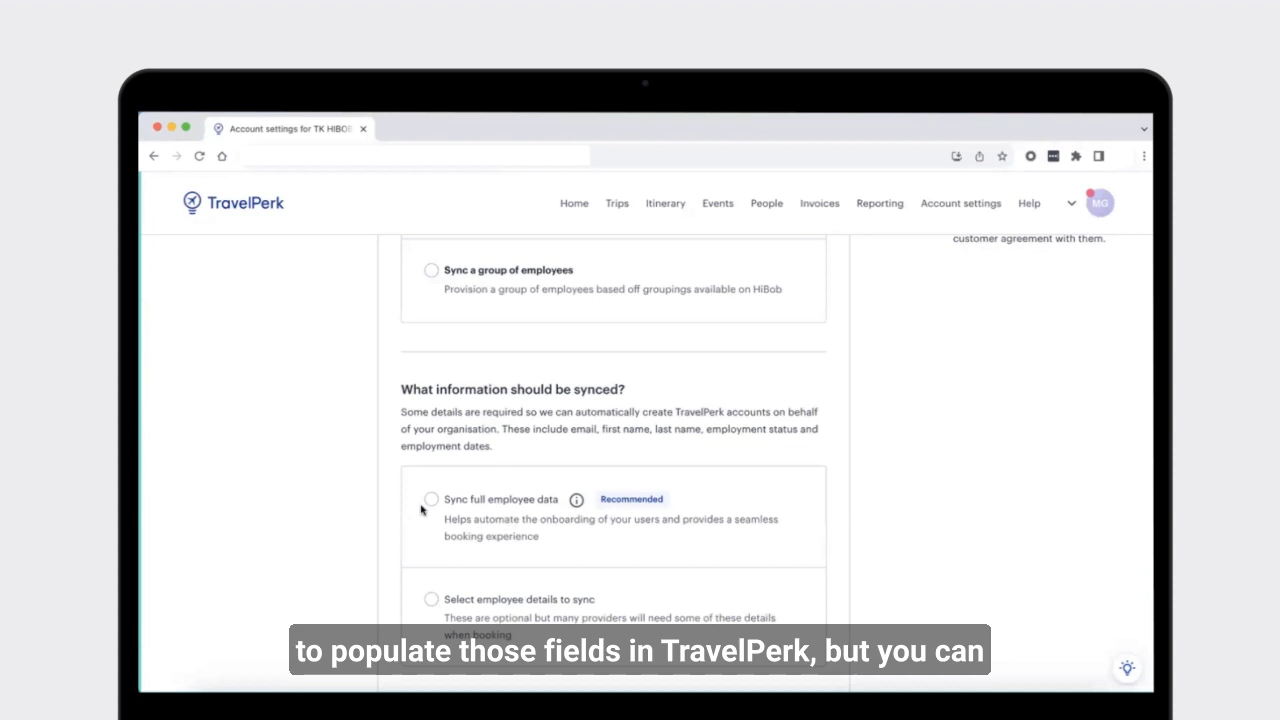 Account settings for TK HIBOB
TravelPerk
Home Trips Itinerary Events People Invoices Reporting Account settings Help MG
customer agreement with them.
Sync a group of employees
Provision a group of employees based off groupings available on HiBob
What information should be synced?
Some details are required so we can automatically create TravelPerk accounts on behalf
of your organisation. These include email, first name, last name, employment status and
employment dates.
Sync full employee data Recommended
Helps automate the onboarding of your users and provides a seamless
booking experience
Select employee details to sync
These are optional but many providers will need some of these details
when booking
to populate those fields in TravelPerk, but you can